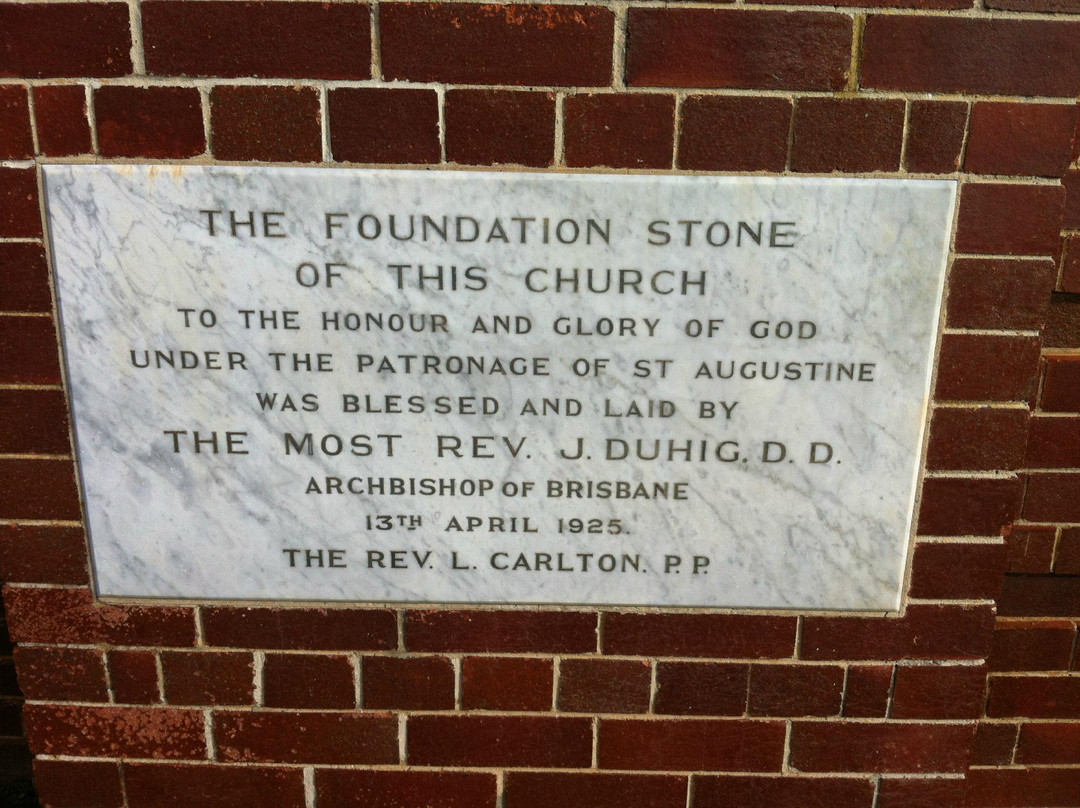 THE FOUNDATION STONE
OF THIS CHURCH
TO THE HONOUR AND GLORY OF GOD
UNDER THE PATRONAGE OF ST AUGUSTINE
WAS BLESSED AND LAID BY
THE MOST REV. J. DUHIG, D. D.
ARCHBISHOP OF BRISBANE
13TH APRIL 1925.
THE REV. L. CARLTON. P. P.